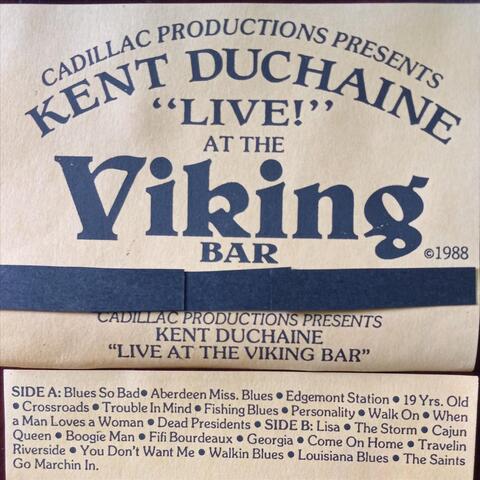 CADILLAC PRODUCTIONS PRESENTS
KENT DUCHAINE
"LIVE!"
AT THE
Viking
BAR
©1988
CADILLAC PRODUCTIONS PRESENTS
KENT DUCHAINE
"LIVE AT THE VIKING BAR"
SIDE A: Blues So Bad • Aberdeen Miss. Blues • Edgemont Station • 19 Yrs. Old
• Crossroads • Trouble In Mind • Fishing Blues • Personality • Walk On • When
a Man Loves a Woman • Dead Presidents • SIDE B: Lisa • The Storm • Cajun
Queen • Boogie Man • Fifi Bourdeaux • Georgia • Come On Home • Travelin
Riverside • You Don't Want Me • Walkin Blues • Louisiana Blues • The Saints
Go Marchin In.